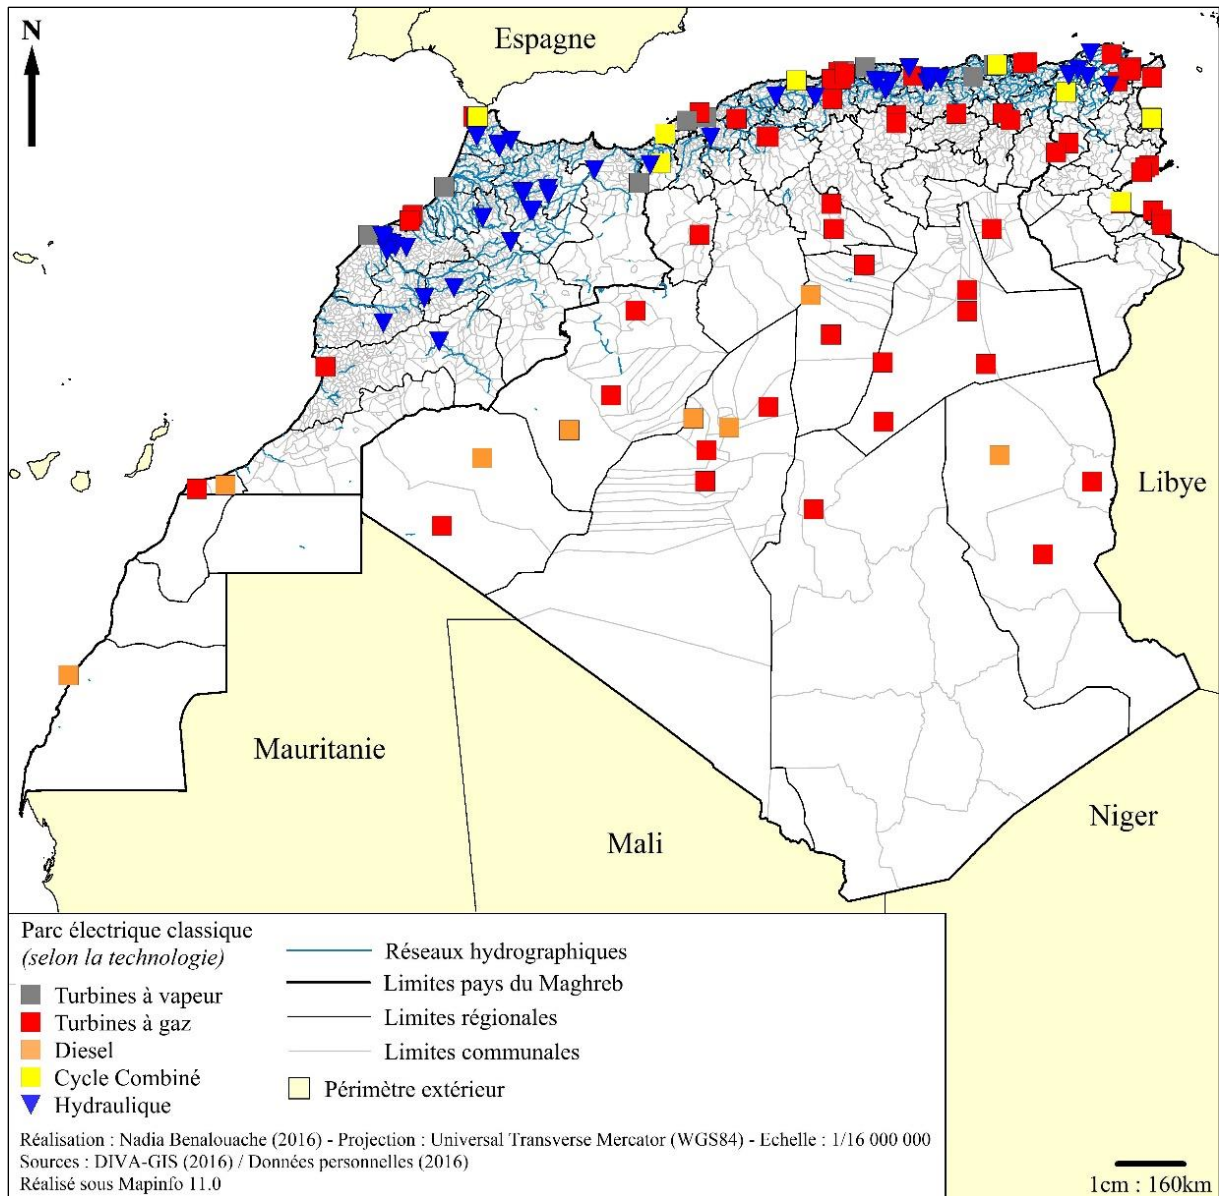 N
Espagne
Libye
Mauritanie
Niger
Mali
Parc électrique classique
(selon la technologie)
Turbines à vapeur
Turbines à gaz
Diesel
Cycle Combiné
Hydraulique
Réseaux hydrographiques
Limites pays du Maghreb
Limites régionales
Limites communales
Périmètre extérieur
Réalisation : Nadia Benalouache (2016) - Projection : Universal Transverse Mercator (WGS84) - Echelle : 1/16 000 000
Sources : DIVA-GIS (2016) / Données personnelles (2016)
Réalisé sous Mapinfo 11.0
1cm : 160km